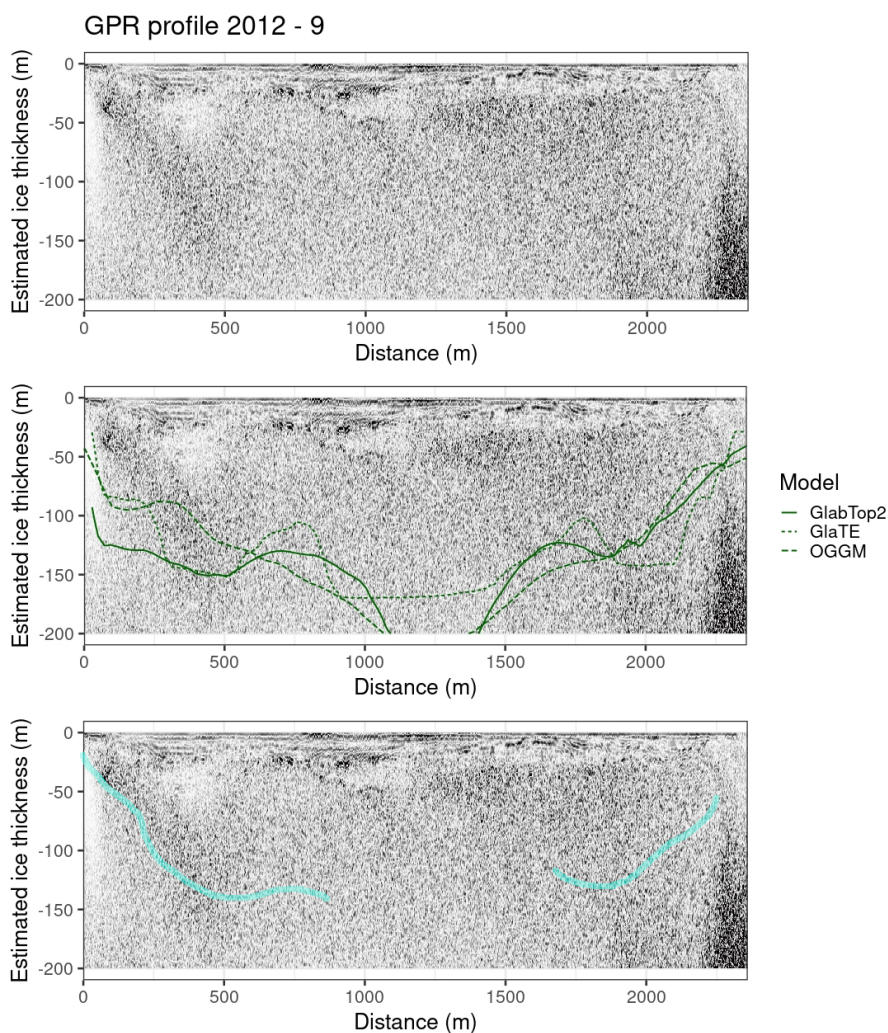 GPR profile 2012 - 9
Estimated ice thickness (m)
0
-50
-100
-150
-200
0 500 1000 1500 2000
Distance (m)
Estimated ice thickness (m)
0
-50
-100
-150
-200
0 500 1000 1500 2000
Distance (m)
Model
GlabTop2
GlaTE
OGGM
Estimated ice thickness (m)
0
-50
-100
-150
-200
0 500 1000 1500 2000
Distance (m)